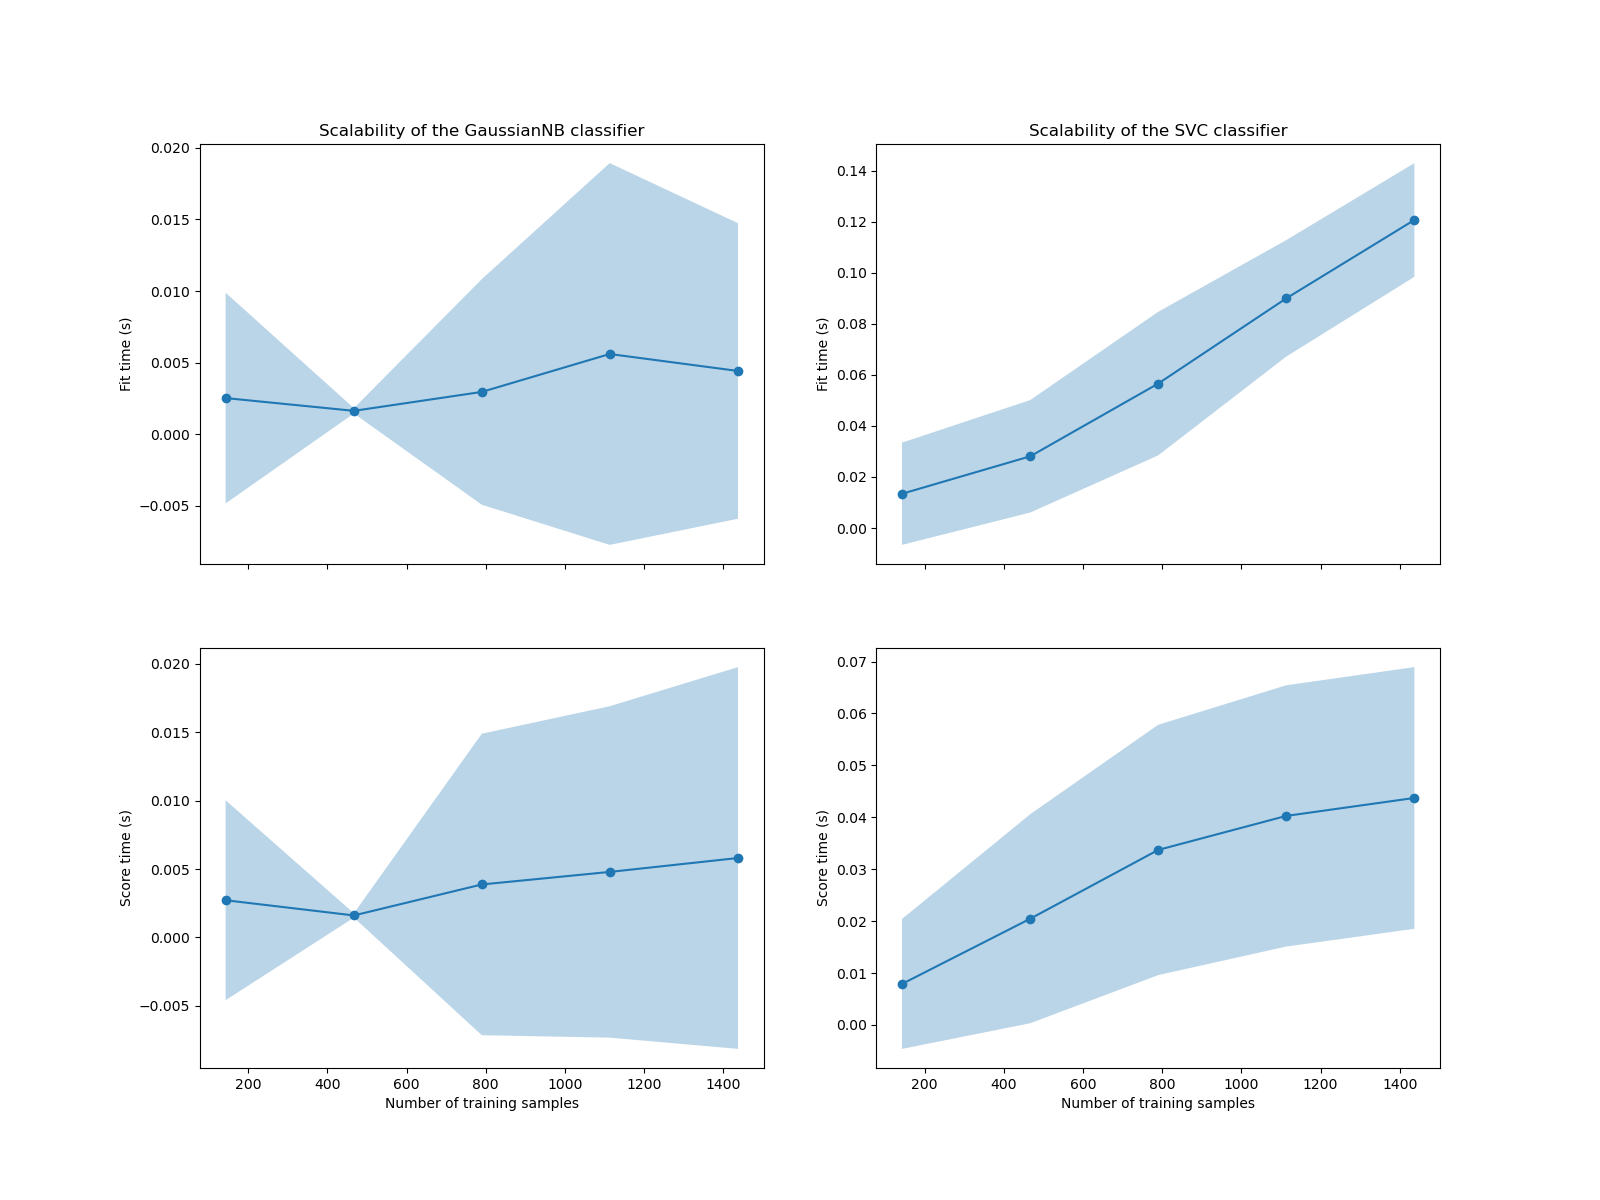 Scalability of the GaussianNB classifier
0.020
0.015
0.010
0.005
0.000
−0.005
Fit time (s)
Scalability of the SVC classifier
0.14
0.12
0.10
0.08
0.06
0.04
0.02
0.00
Fit time (s)
0.020
0.015
0.010
0.005
0.000
−0.005
Score time (s)
200 400 600 800 1000 1200 1400
Number of training samples
0.07
0.06
0.05
0.04
0.03
0.02
0.01
0.00
Score time (s)
200 400 600 800 1000 1200 1400
Number of training samples